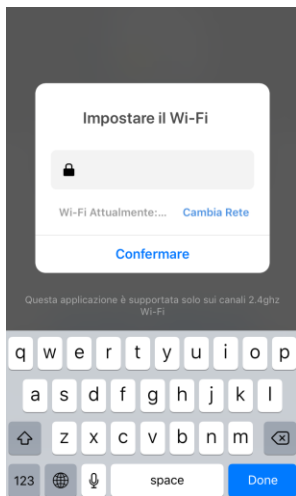 Impostare il Wi-Fi
Wi-Fi Attualmente:... Cambia Rete
Confermare
Questa applicazione è supportata solo sui canali 2.4ghz
Wi-Fi
q w e r t y u i o p
a s d f g h j k l
z x c v b n m
123 space Done